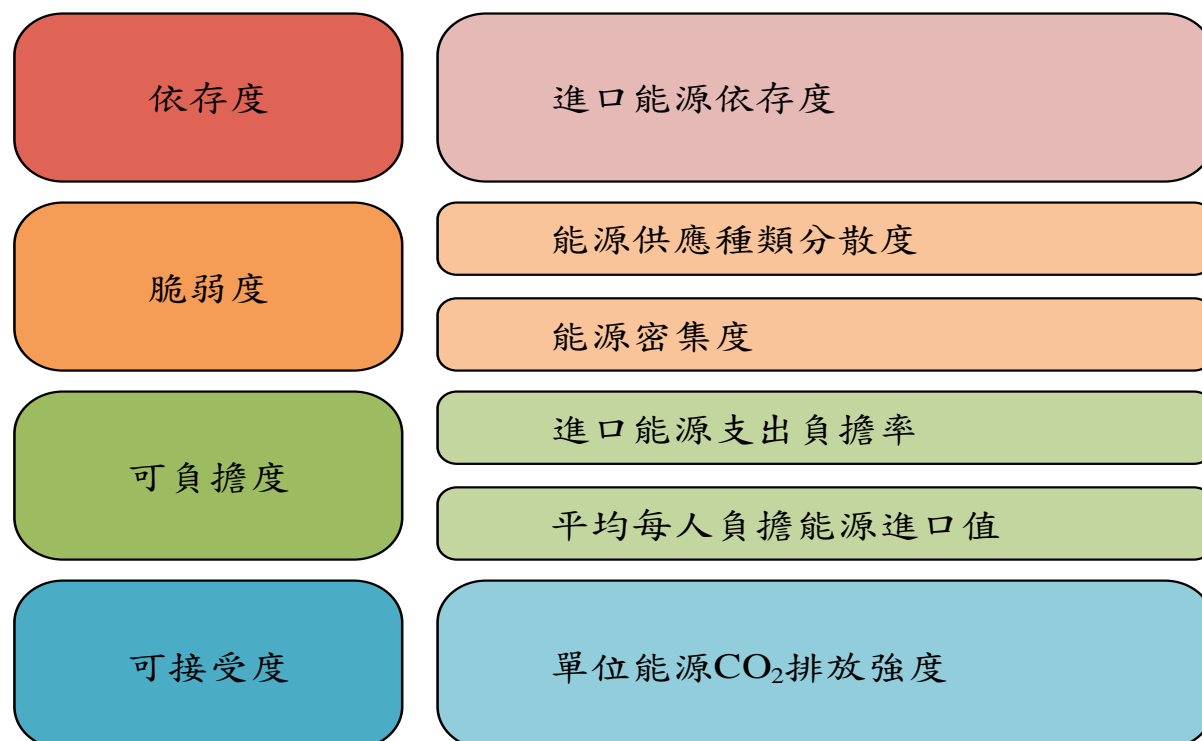 依存度
進口能源依存度
脆弱度
能源供應種類分散度
能源密集度
可負擔度
進口能源支出負擔率
平均每人負擔能源進口值
可接受度
單位能源CO₂排放強度